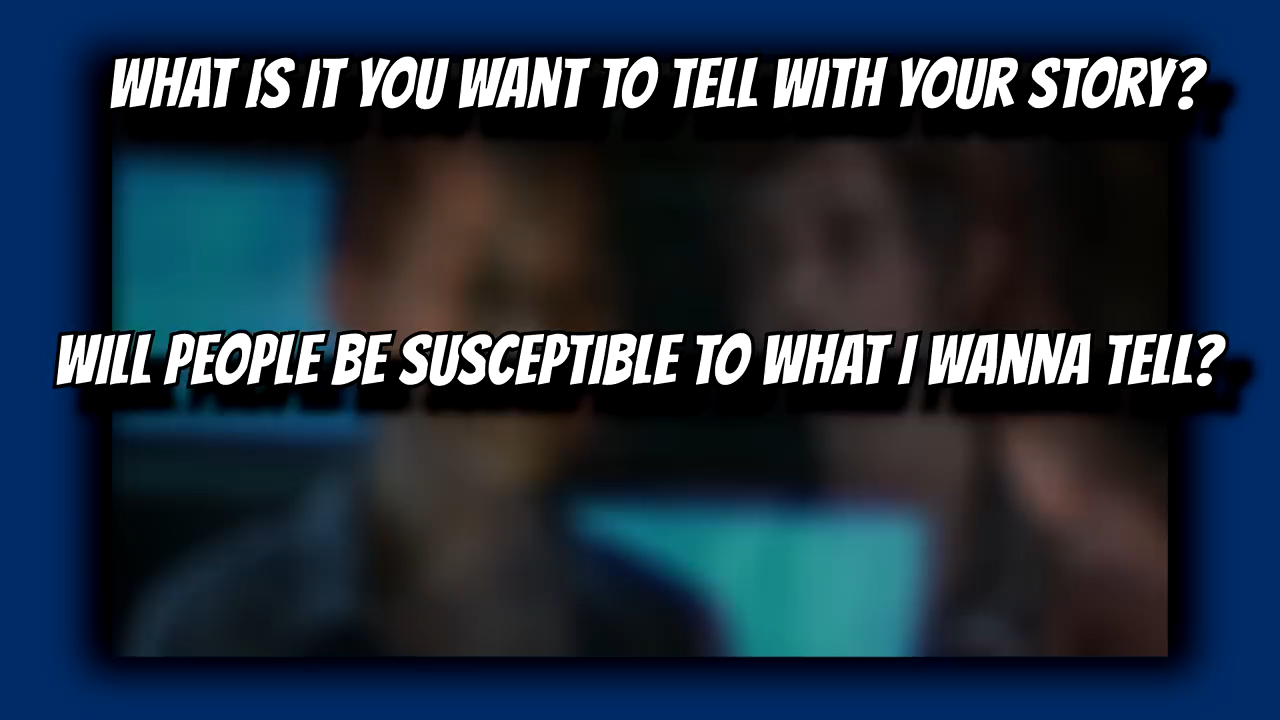 WHAT IS IT YOU WANT TO TELL WITH YOUR STORY?
WILL PEOPLE BE SUSCEPTIBLE TO WHAT I WANNA TELL?